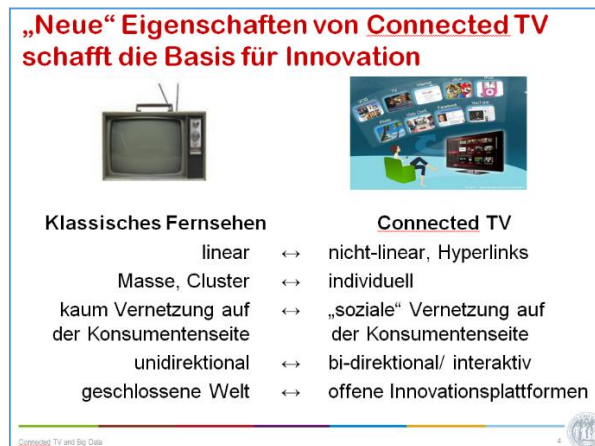 „Neue“ Eigenschaften von Connected TV
schafft die Basis für Innovation
Klassisches Fernsehen Connected TV
linear ↔ nicht-linear, Hyperlinks
Masse, Cluster ↔ individuell
kaum Vernetzung auf ↔ „soziale“ Vernetzung auf
der Konsumentenseite der Konsumentenseite
unidirektional ↔ bi-direktional/ interaktiv
geschlossene Welt ↔ offene Innovationsplattformen
Connected TV and Big Data 4